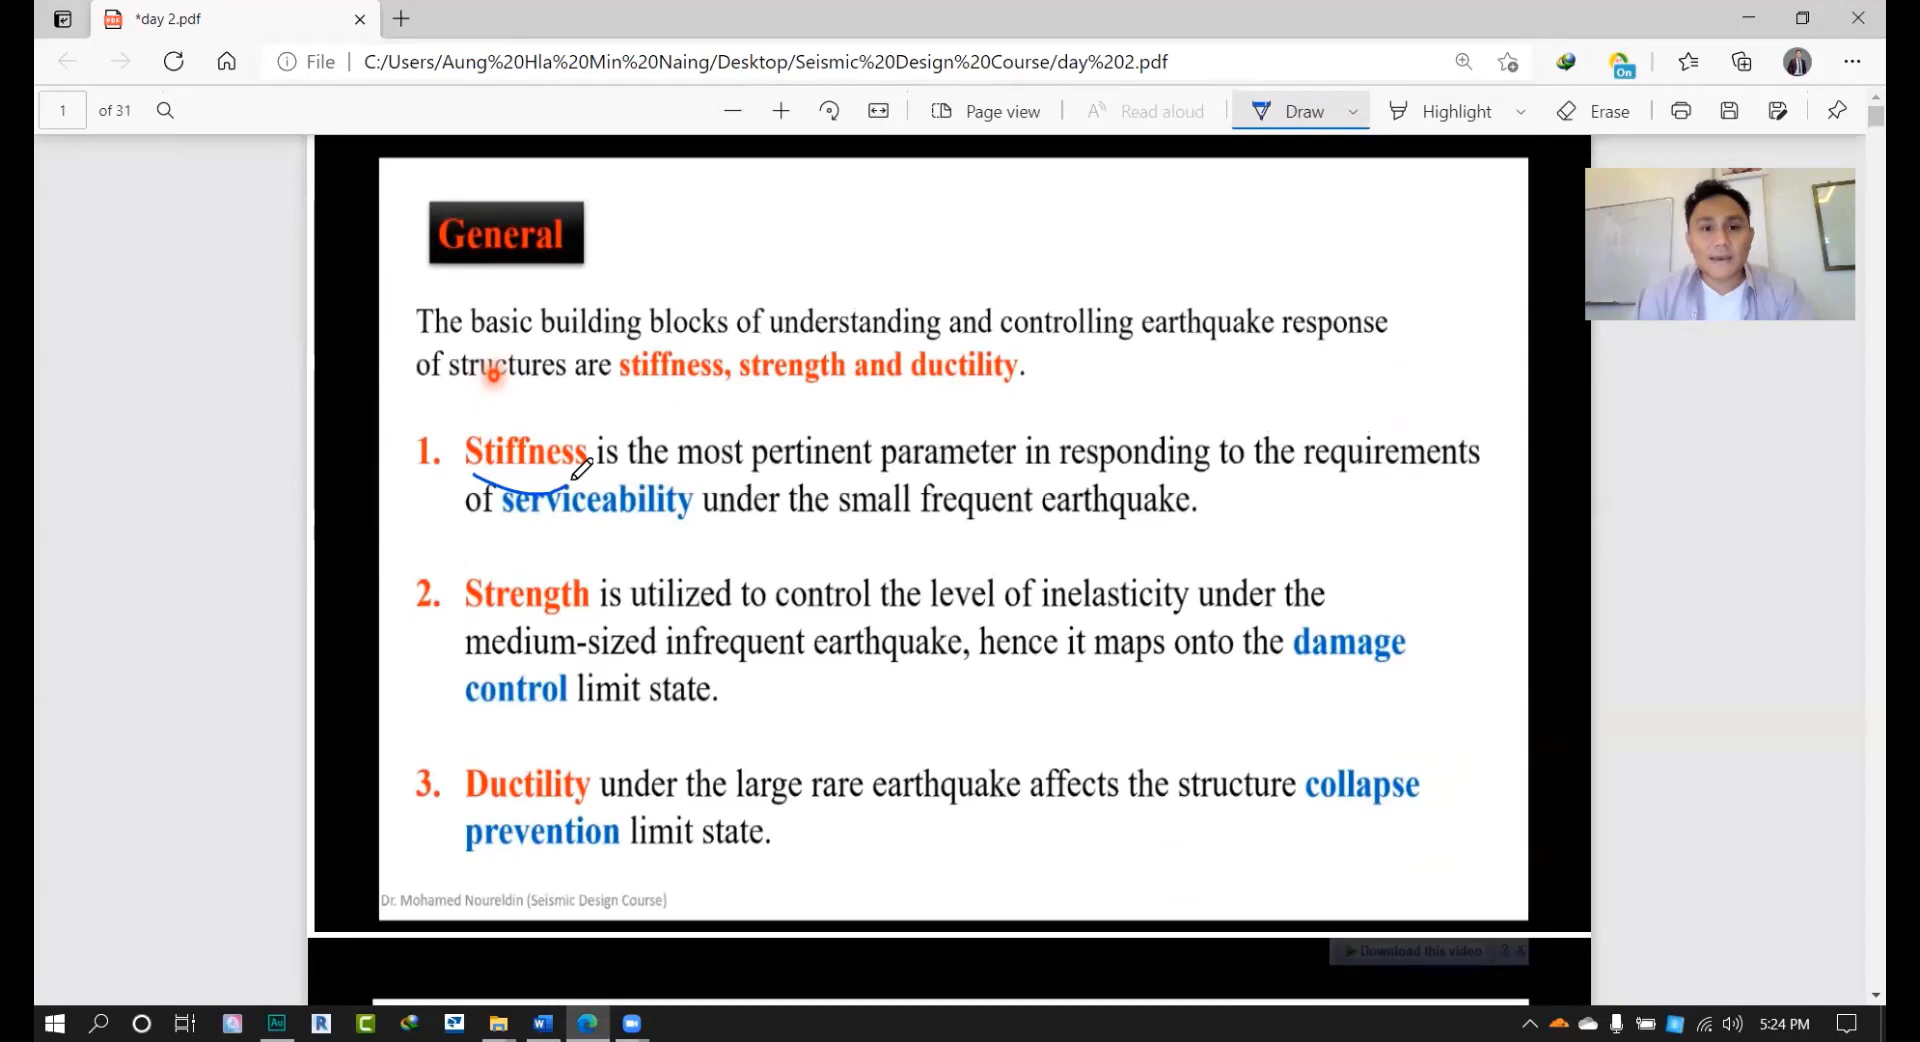 *day 2.pdf
File
C:/Users/Aung%20Hla%20Min%20Naing/Desktop/Seismic%20Design%20Course/day%202.pdf
On
1 of 31
Page view
Read aloud
Draw
Highlight
Erase
General
The basic building blocks of understanding and controlling earthquake response
of structures are stiffness, strength and ductility.
1. Stiffness is the most pertinent parameter in responding to the requirements
of serviceability under the small frequent earthquake.
2. Strength is utilized to control the level of inelasticity under the
medium-sized infrequent earthquake, hence it maps onto the damage
control limit state.
3. Ductility under the large rare earthquake affects the structure collapse
prevention limit state.
Dr. Mohamed Noureldin (Seismic Design Course)
Download this video ? X
Au
R
C
W
5:24 PM